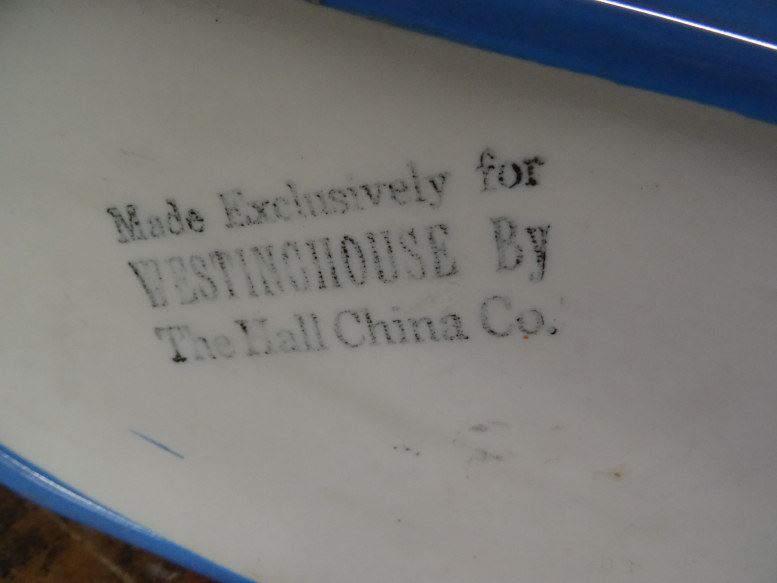 Made Exclusively for
WESTINGHOUSE By
The Hall China Co.